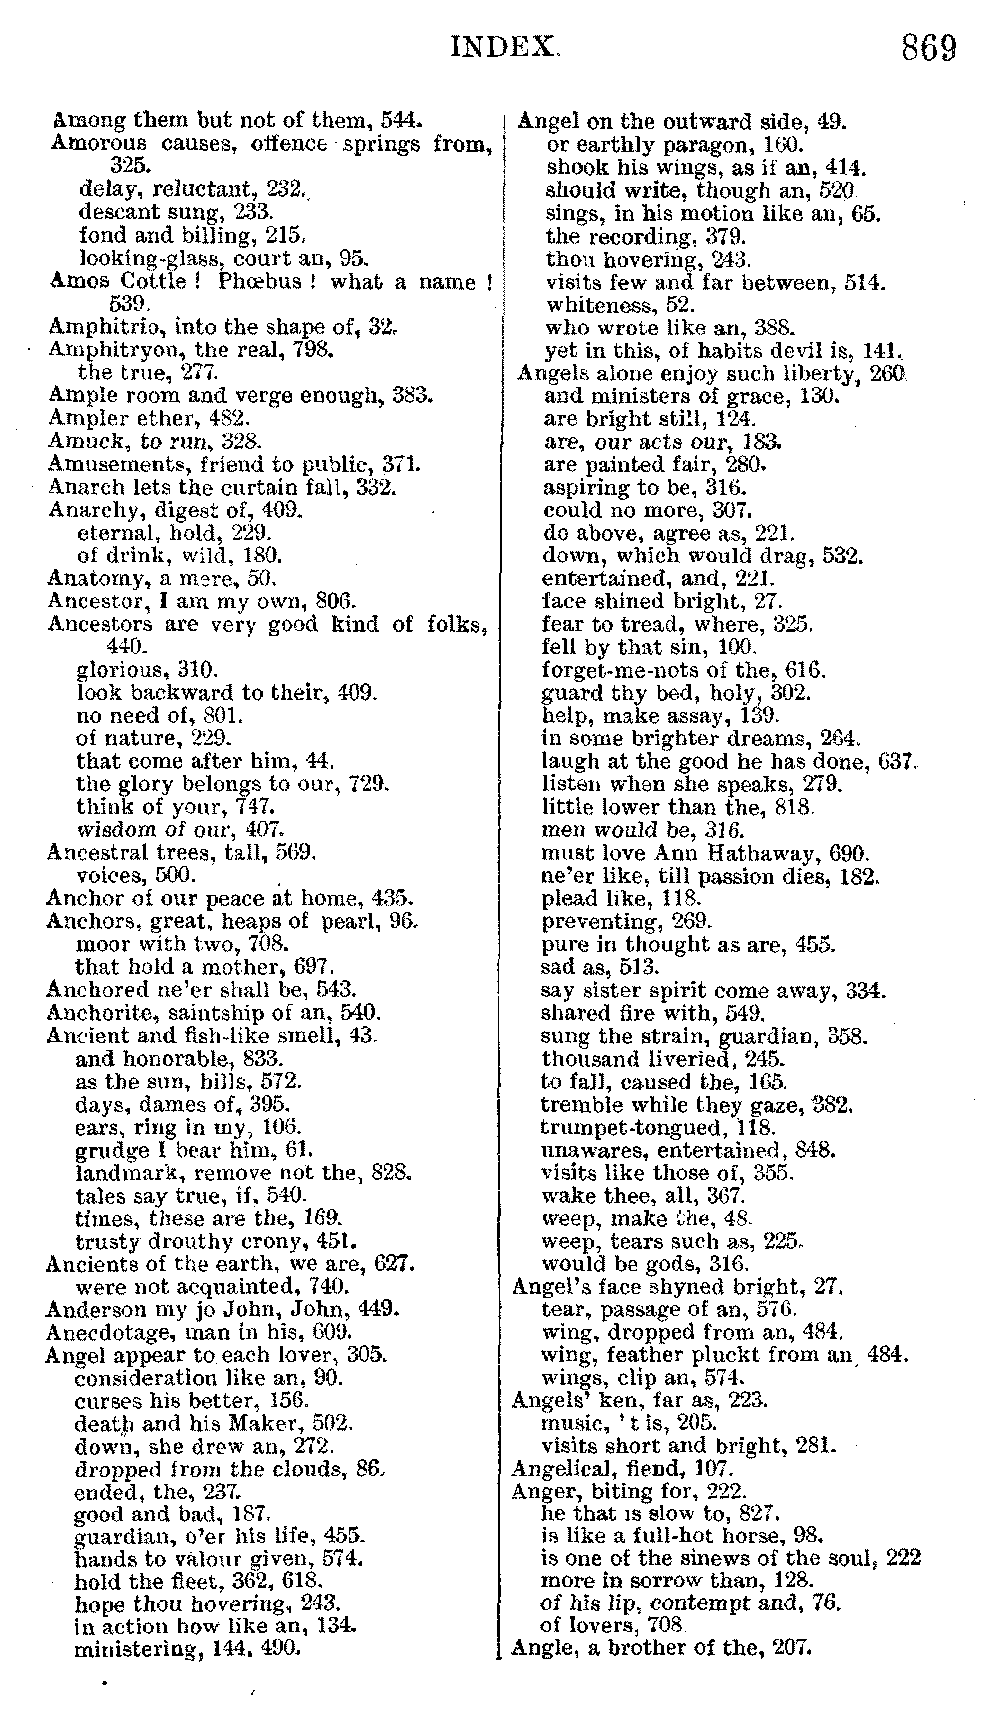 INDEX.
869
Among them but not of them, 544.
Amorous causes, offence springs from,
325.
delay, reluctant, 232.
descant sung, 233.
fond and billing, 215.
looking-glass, court an, 95.
Amos Cottle ! Phœbus ! what a name !
539.
Amphitrio, into the shape of, 32.
Amphitryon, the real, 798.
the true, 277.
Ample room and verge enough, 383.
Ampler ether, 482.
Amuck, to run, 328.
Amusements, friend to public, 371.
Anarch lets the curtain fall, 332.
Anarchy, digest of, 409.
eternal, hold, 229.
of drink, wild, 180.
Anatomy, a mere, 50.
Ancestor, I am my own, 806.
Ancestors are very good kind of folks,
440.
glorious, 310.
look backward to their, 409.
no need of, 801.
of nature, 229.
that come after him, 44.
the glory belongs to our, 729.
think of your, 747.
wisdom of our, 407.
Ancestral trees, tall, 569.
voices, 500.
Anchor of our peace at home, 435.
Anchors, great, heaps of pearl, 96.
moor with two, 708.
that hold a mother, 697.
Anchored ne'er shall be, 543.
Anchorite, saintship of an, 540.
Ancient and fish-like smell, 43.
and honorable, 833.
as the sun, hills, 572.
days, dames of, 395.
ears, ring in my, 106.
grudge I bear him, 61.
landmark, remove not the, 828.
tales say true, if, 540.
times, these are the, 169.
trusty drouthy crony, 451.
Ancients of the earth, we are, 627.
were not acquainted, 740.
Anderson my jo John, John, 449.
Anecdotage, man in his, 609.
Angel appear to each lover, 305.
consideration like an, 90.
curses his better, 156.
death and his Maker, 502.
down, she drew an, 272.
dropped from the clouds, 86.
ended, the, 237.
good and bad, 187.
guardian, o'er his life, 455.
hands to valour given, 574.
hold the fleet, 362, 618.
hope thou hovering, 243.
in action how like an, 134.
ministering, 144, 490.
Angel on the outward side, 49.
or earthly paragon, 160.
shook his wings, as if an, 414.
should write, though an, 520
sings, in his motion like an, 65.
the recording, 379.
thou hovering, 243.
visits few and far between, 514.
whiteness, 52.
who wrote like an, 388.
yet in this, of habits devil is, 141.
Angels alone enjoy such liberty, 260.
and ministers of grace, 130.
are bright still, 124.
are, our acts our, 183.
are painted fair, 280.
aspiring to be, 316.
could no more, 307.
do above, agree as, 221.
down, which would drag, 532.
entertained, and, 221.
face shined bright, 27.
fear to tread, where, 325.
fell by that sin, 100.
forget-me-nots of the, 616.
guard thy bed, holy, 302.
help, make assay, 139.
in some brighter dreams, 264.
laugh at the good he has done, 637.
listen when she speaks, 279.
little lower than the, 818.
men would be, 316.
must love Ann Hathaway, 690.
ne'er like, till passion dies, 182.
plead like, 118.
preventing, 269.
pure in thought as are, 455.
sad as, 513.
say sister spirit come away, 334.
shared fire with, 549.
sung the strain, guardian, 358.
thousand liveried, 245.
to fall, caused the, 165.
tremble while they gaze, 382.
trumpet-tongued, 118.
unawares, entertained, 848.
visits like those of, 355.
wake thee, all, 367.
weep, make the, 48.
weep, tears such as, 225.
would be gods, 316.
Angel's face shyned bright, 27.
tear, passage of an, 576.
wing, dropped from an, 484.
wing, feather pluckt from an, 484.
wings, clip an, 574.
Angels' ken, far as, 223.
music, 't is, 205.
visits short and bright, 281.
Angelical, fiend, 107.
Anger, biting for, 222.
he that is slow to, 827.
is like a full-hot horse, 98.
is one of the sinews of the soul, 222
more in sorrow than, 128.
of his lip, contempt and, 76.
of lovers, 708
Angle, a brother of the, 207.